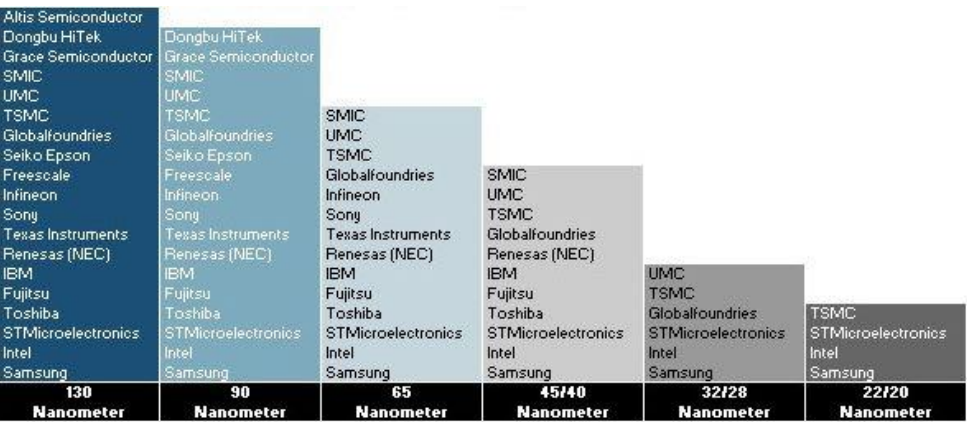 Altis Semiconductor
Dongbu HiTek
Grace Semiconductor
SMIC
UMC
TSMC
Globalfoundries
Seiko Epson
Freescale
Infineon
Sony
Texas Instruments
Renesas (NEC)
IBM
Fujitsu
Toshiba
STMicroelectronics
Intel
Samsung
130
Nanometer
Dongbu HiTek
Grace Semiconductor
SMIC
UMC
TSMC
Globalfoundries
Seiko Epson
Freescale
Infineon
Sony
Texas Instruments
Renesas (NEC)
IBM
Fujitsu
Toshiba
STMicroelectronics
Intel
Samsung
90
Nanometer
SMIC
UMC
TSMC
Globalfoundries
Infineon
Sony
Texas Instruments
Renesas (NEC)
IBM
Fujitsu
Toshiba
STMicroelectronics
Intel
Samsung
65
Nanometer
SMIC
UMC
TSMC
Globalfoundries
Renesas (NEC)
IBM
Fujitsu
Toshiba
STMicroelectronics
Intel
Samsung
45/40
Nanometer
UMC
TSMC
Globalfoundries
STMicroelectronics
Intel
Samsung
32/28
Nanometer
TSMC
STMicroelectronics
Intel
Samsung
22/20
Nanometer